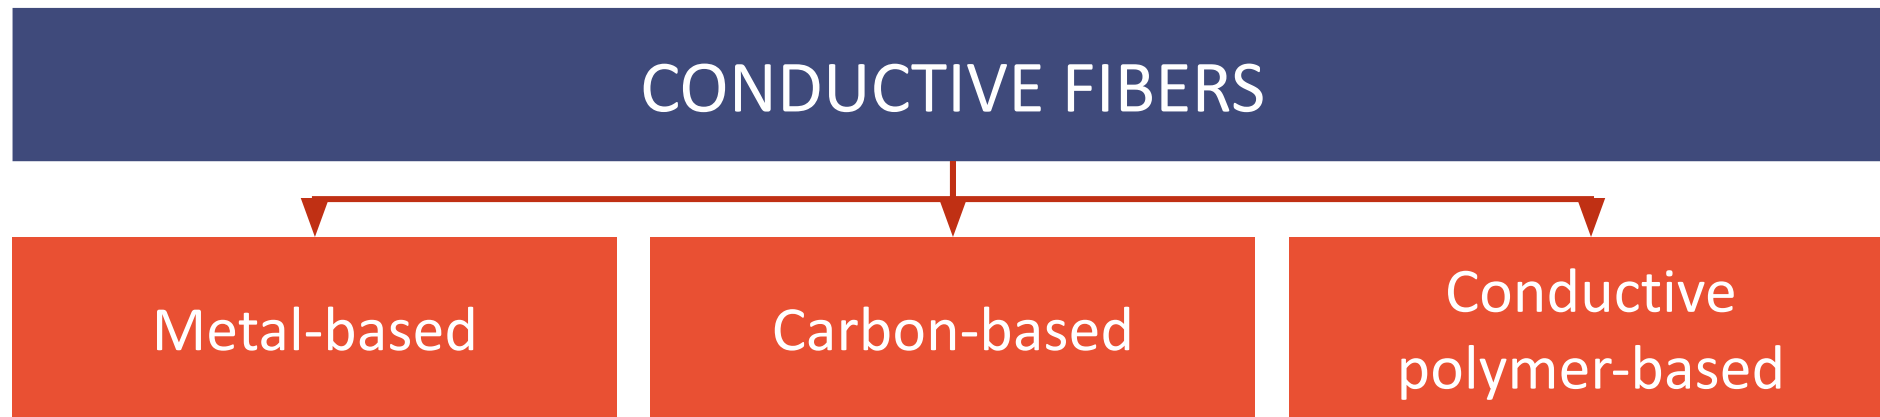 CONDUCTIVE FIBERS
Metal-based
Carbon-based
Conductive
polymer-based